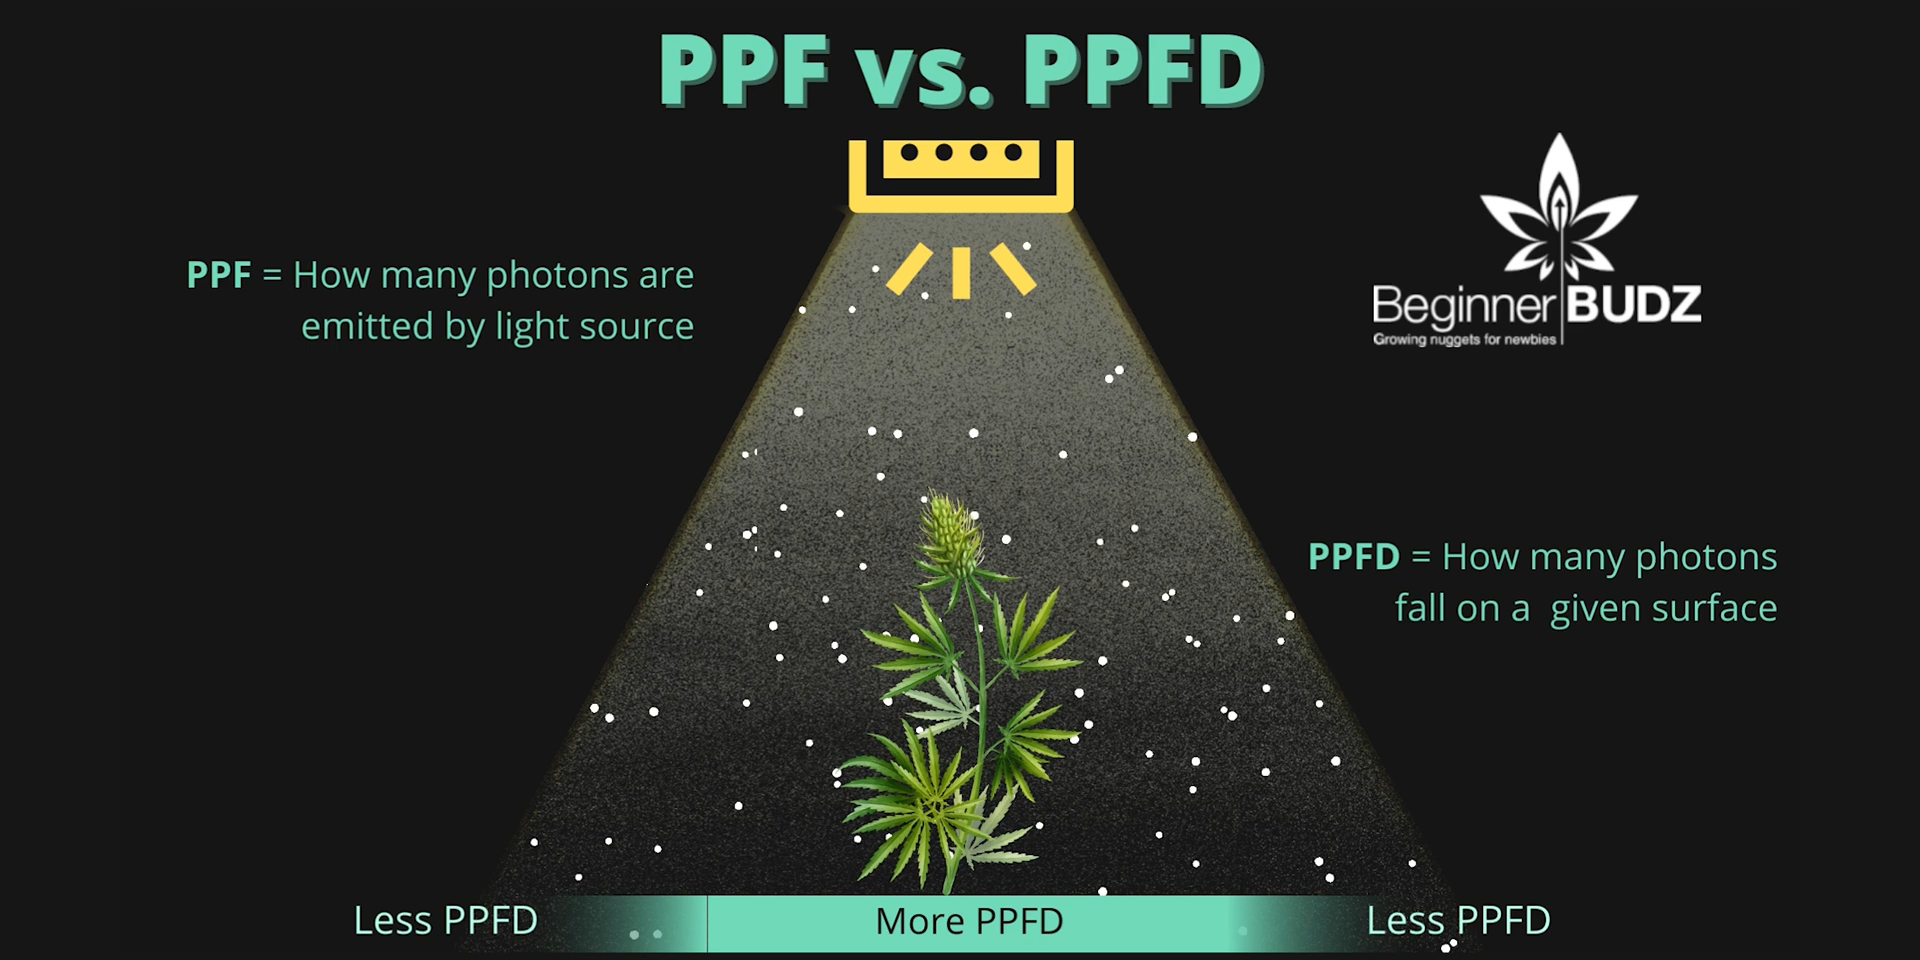 PPF vs. PPFD
PPF = How many photons are
emitted by light source
Beginner BUDZ
Growing nuggets for newbies
PPFD = How many photons
fall on a given surface
Less PPFD
More PPFD
Less PPFD